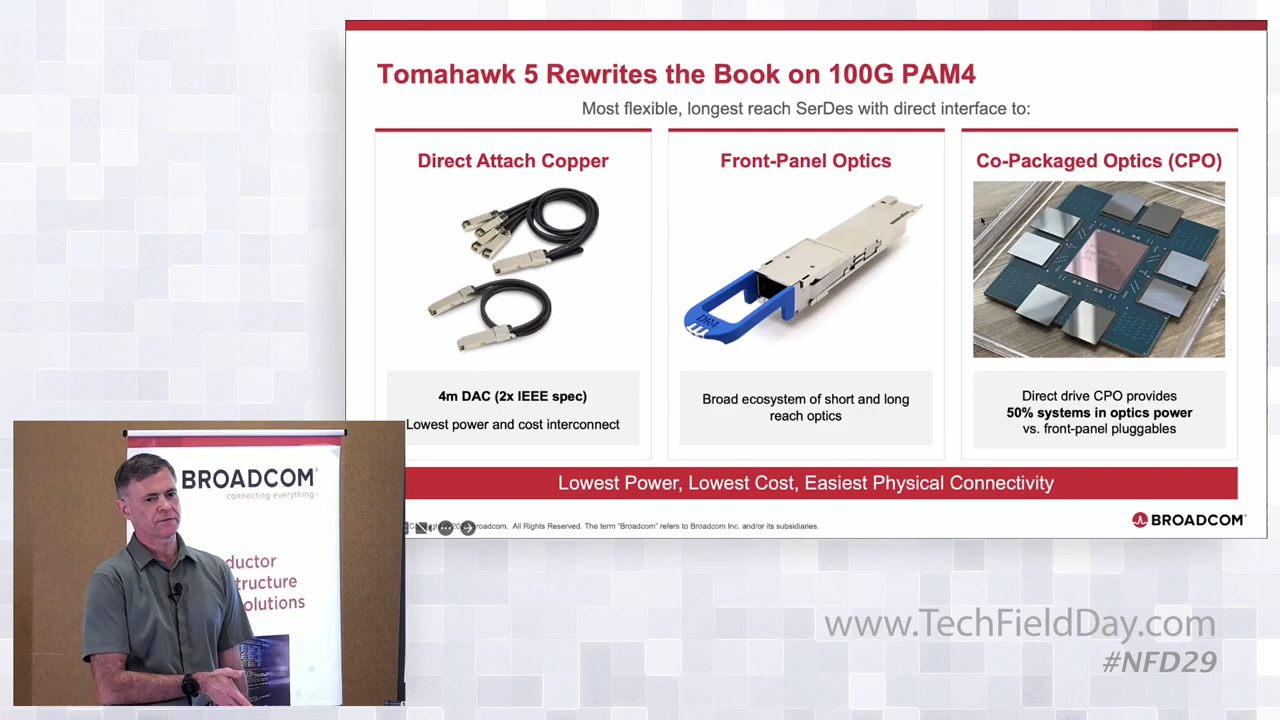 Tomahawk 5 Rewrites the Book on 100G PAM4
Most flexible, longest reach SerDes with direct interface to:
Direct Attach Copper
4m DAC (2x IEEE spec)
Lowest power and cost interconnect
Front-Panel Optics
DR4
Broad ecosystem of short and long
reach optics
Co-Packaged Optics (CPO)
Direct drive CPO provides
50% systems in optics power
vs. front-panel pluggables
Lowest Power, Lowest Cost, Easiest Physical Connectivity
All Rights Reserved. The term “Broadcom” refers to Broadcom Inc. and/or its subsidiaries.
BROADCOM
BROADCOM
connecting everything
ductor
structure
olutions
www.TechFieldDay.com
#NFD29